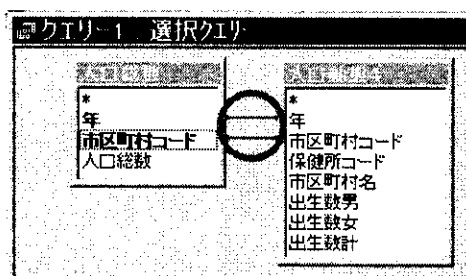 クエリー1 選択クエリ
*
年
市区町村コード
人口総数
*
年
市区町村コード
保健所コード
市区町村名
出生数男
出生数女
出生数計